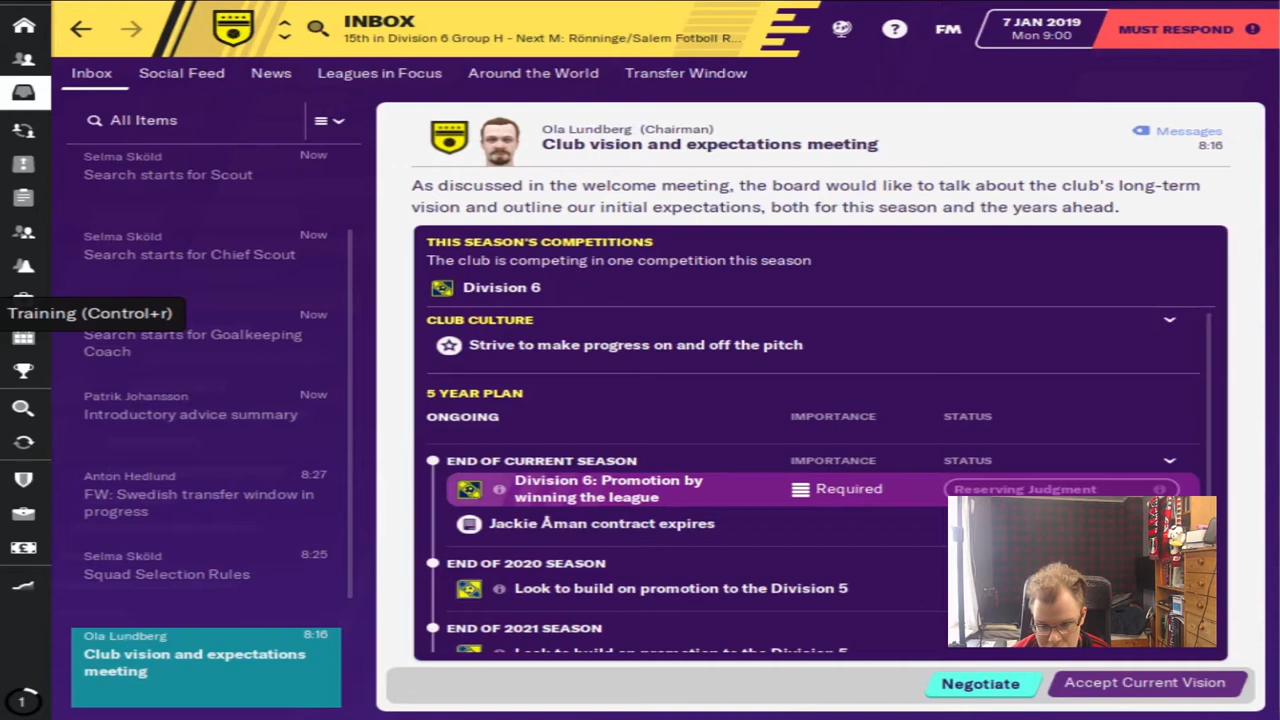 INBOX
15th in Division 6 Group H - Next M: Rönninge/Salem Fotboll R...
FM
7 JAN 2019
Mon 9:00
MUST RESPOND
Inbox
Social Feed
News
Leagues in Focus
Around the World
Transfer Window
All Items
Selma Sköld
Now
Search starts for Scout
Selma Sköld
Now
Search starts for Chief Scout
Training (Control+r)
Now
Search starts for Goalkeeping
Coach
Patrik Johansson
Now
Introductory advice summary
Anton Hedlund
8:27
FW: Swedish transfer window in
progress
Selma Sköld
8:25
Squad Selection Rules
Ola Lundberg
8:16
Club vision and expectations
meeting
1
Ola Lundberg (Chairman)
Club vision and expectations meeting
Messages
8:16
As discussed in the welcome meeting, the board would like to talk about the club's long-term
vision and outline our initial expectations, both for this season and the years ahead.
THIS SEASON'S COMPETITIONS
The club is competing in one competition this season
Division 6
CLUB CULTURE
Strive to make progress on and off the pitch
5 YEAR PLAN
ONGOING
IMPORTANCE
STATUS
END OF CURRENT SEASON
IMPORTANCE
STATUS
Division 6: Promotion by
winning the league
Required
Reserving Judgment
Jackie Åman contract expires
END OF 2020 SEASON
Look to build on promotion to the Division 5
END OF 2021 SEASON
Look to build on promotion to the Division 5
Negotiate
Accept Current Vision